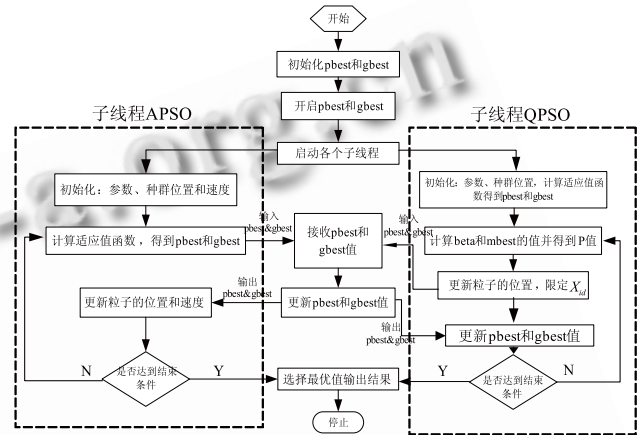 开始
初始化pbest和gbest
开启pbest和gbest
启动各个子线程
子线程APSO
初始化：参数、种群位置和速度
计算适应值函数，得到pbest和gbest
更新粒子的位置和速度
是否达到结束
条件
N
Y
输入
pbest&gbest
接收pbest和
gbest值
输出
pbest&gbest
更新pbest和gbest值
输入
pbest&gbest
输出
pbest&gbest
选择最优值输出结果
停止
子线程QPSO
初始化：参数、种群位置，计算适应值函
数得到pbest和gbest
计算beta和mbest的值并得到P值
更新粒子的位置，限定Xid
更新pbest和gbest值
是否达到结束
条件
Y
N
a.org.cn